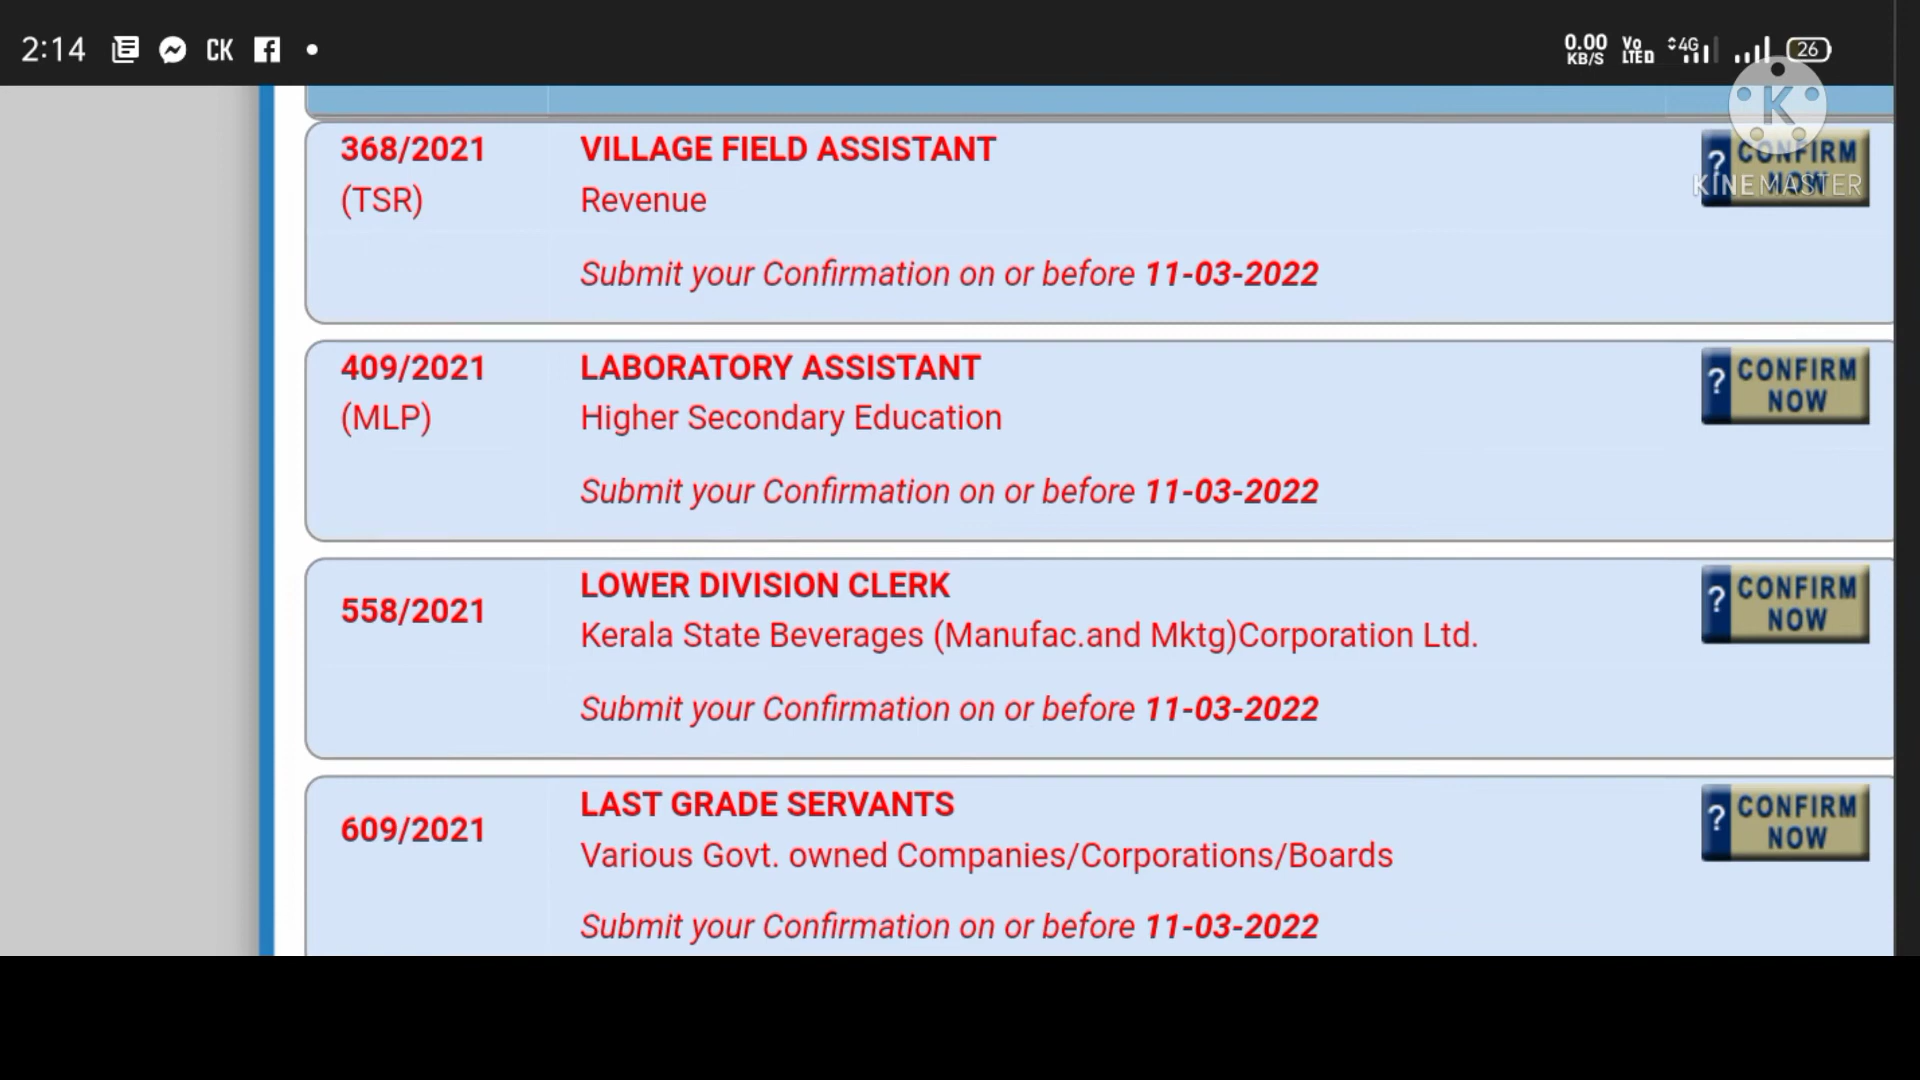 2:14 CK 0.00 KB/S Vo LTED 4G 26
K
KINEMASTER
368/2021 VILLAGE FIELD ASSISTANT ? CONFIRM NOW
(TSR) Revenue
Submit your Confirmation on or before 11-03-2022
409/2021 LABORATORY ASSISTANT ? CONFIRM NOW
(MLP) Higher Secondary Education
Submit your Confirmation on or before 11-03-2022
558/2021 LOWER DIVISION CLERK ? CONFIRM NOW
Kerala State Beverages (Manufac.and Mktg)Corporation Ltd.
Submit your Confirmation on or before 11-03-2022
609/2021 LAST GRADE SERVANTS ? CONFIRM NOW
Various Govt. owned Companies/Corporations/Boards
Submit your Confirmation on or before 11-03-2022